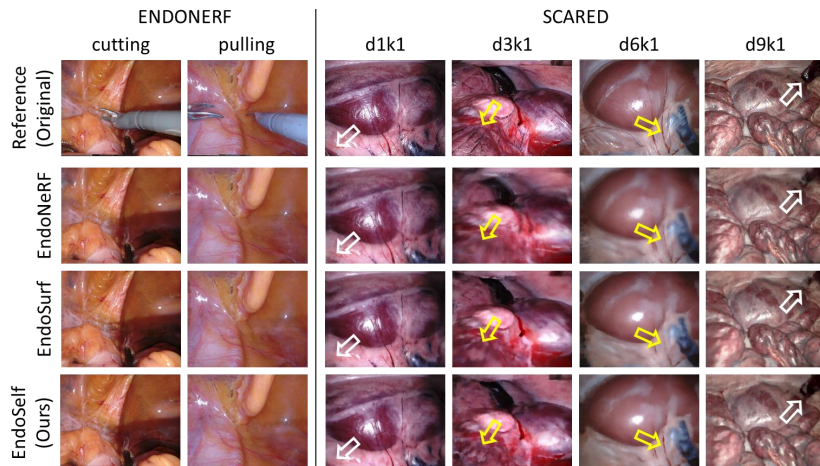 ENDONERF SCARED
cutting pulling d1k1 d3k1 d6k1 d9k1
Reference
(Original)
EndoNeRF
EndoSurf
EndoSelf
(Ours)